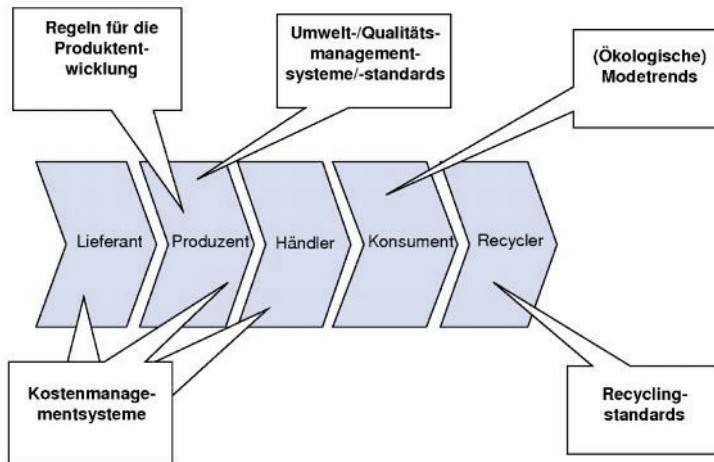 Regeln für die
Produktent-
wicklung
Umwelt-/Qualitäts-
management-
systeme/-standards
(Ökologische)
Modetrends
Lieferant
Produzent
Händler
Konsument
Recycler
Kostenmanage-
mentsysteme
Recycling-
standards